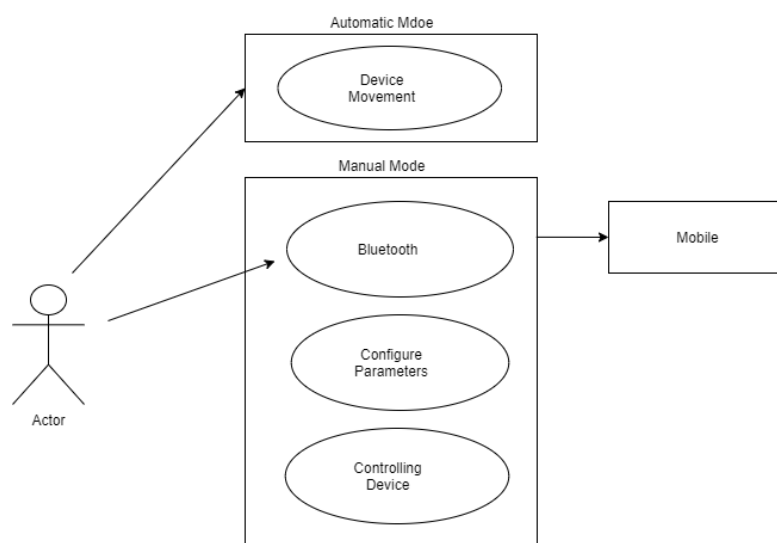 Automatic Mdoe
Device
Movement
Manual Mode
Bluetooth
Mobile
Configure
Parameters
Actor
Controlling
Device